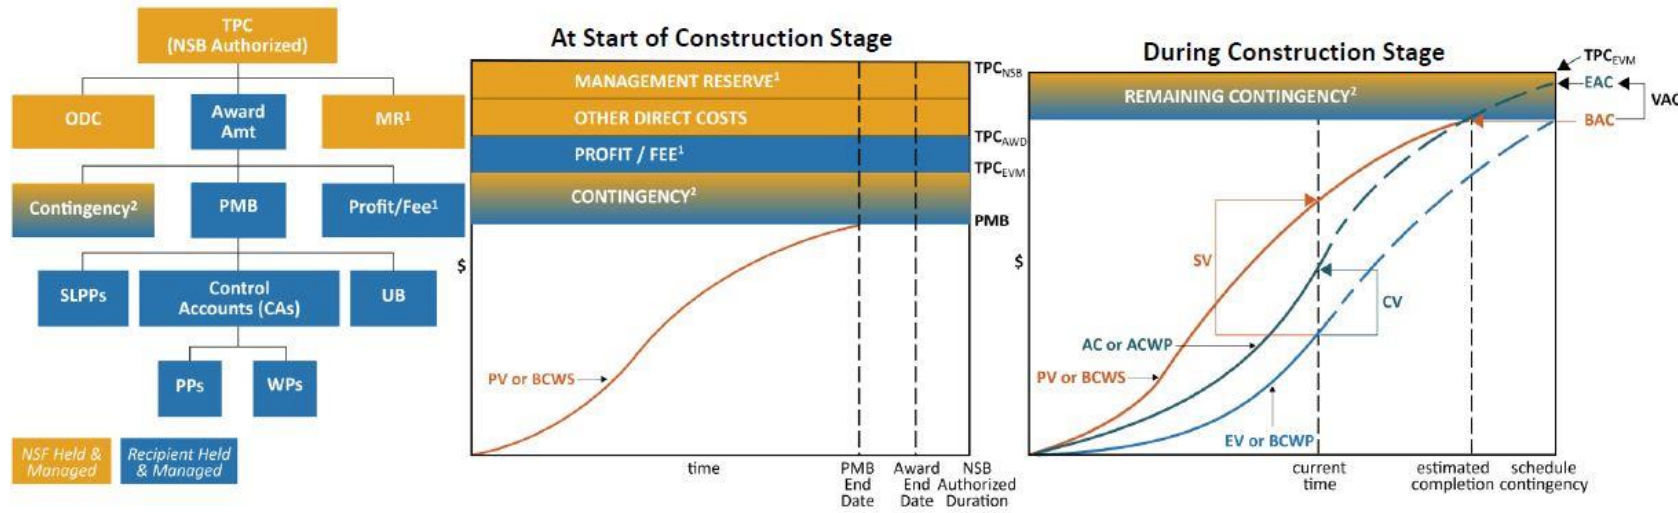 TPC
(NSB Authorized)
ODC
Award
Amt
MR¹
Contingency²
PMB
Profit/Fee¹
SLPPs
Control
Accounts (CAs)
UB
PPs
WPs
NSF Held &
Managed
Recipient Held
& Managed
At Start of Construction Stage
MANAGEMENT RESERVE¹
OTHER DIRECT COSTS
PROFIT / FEE¹
CONTINGENCY²
TPC_NSB
TPC_AWD
TPC_EVM
PMB
$
PV or BCWS
time
PMB
End
Date
Award
End
Date
NSB
Authorized
Duration
During Construction Stage
REMAINING CONTINGENCY²
TPC_EVM
EAC
VAC
BAC
$
SV
CV
AC or ACWP
PV or BCWS
EV or BCWP
current
time
estimated
completion
schedule
contingency